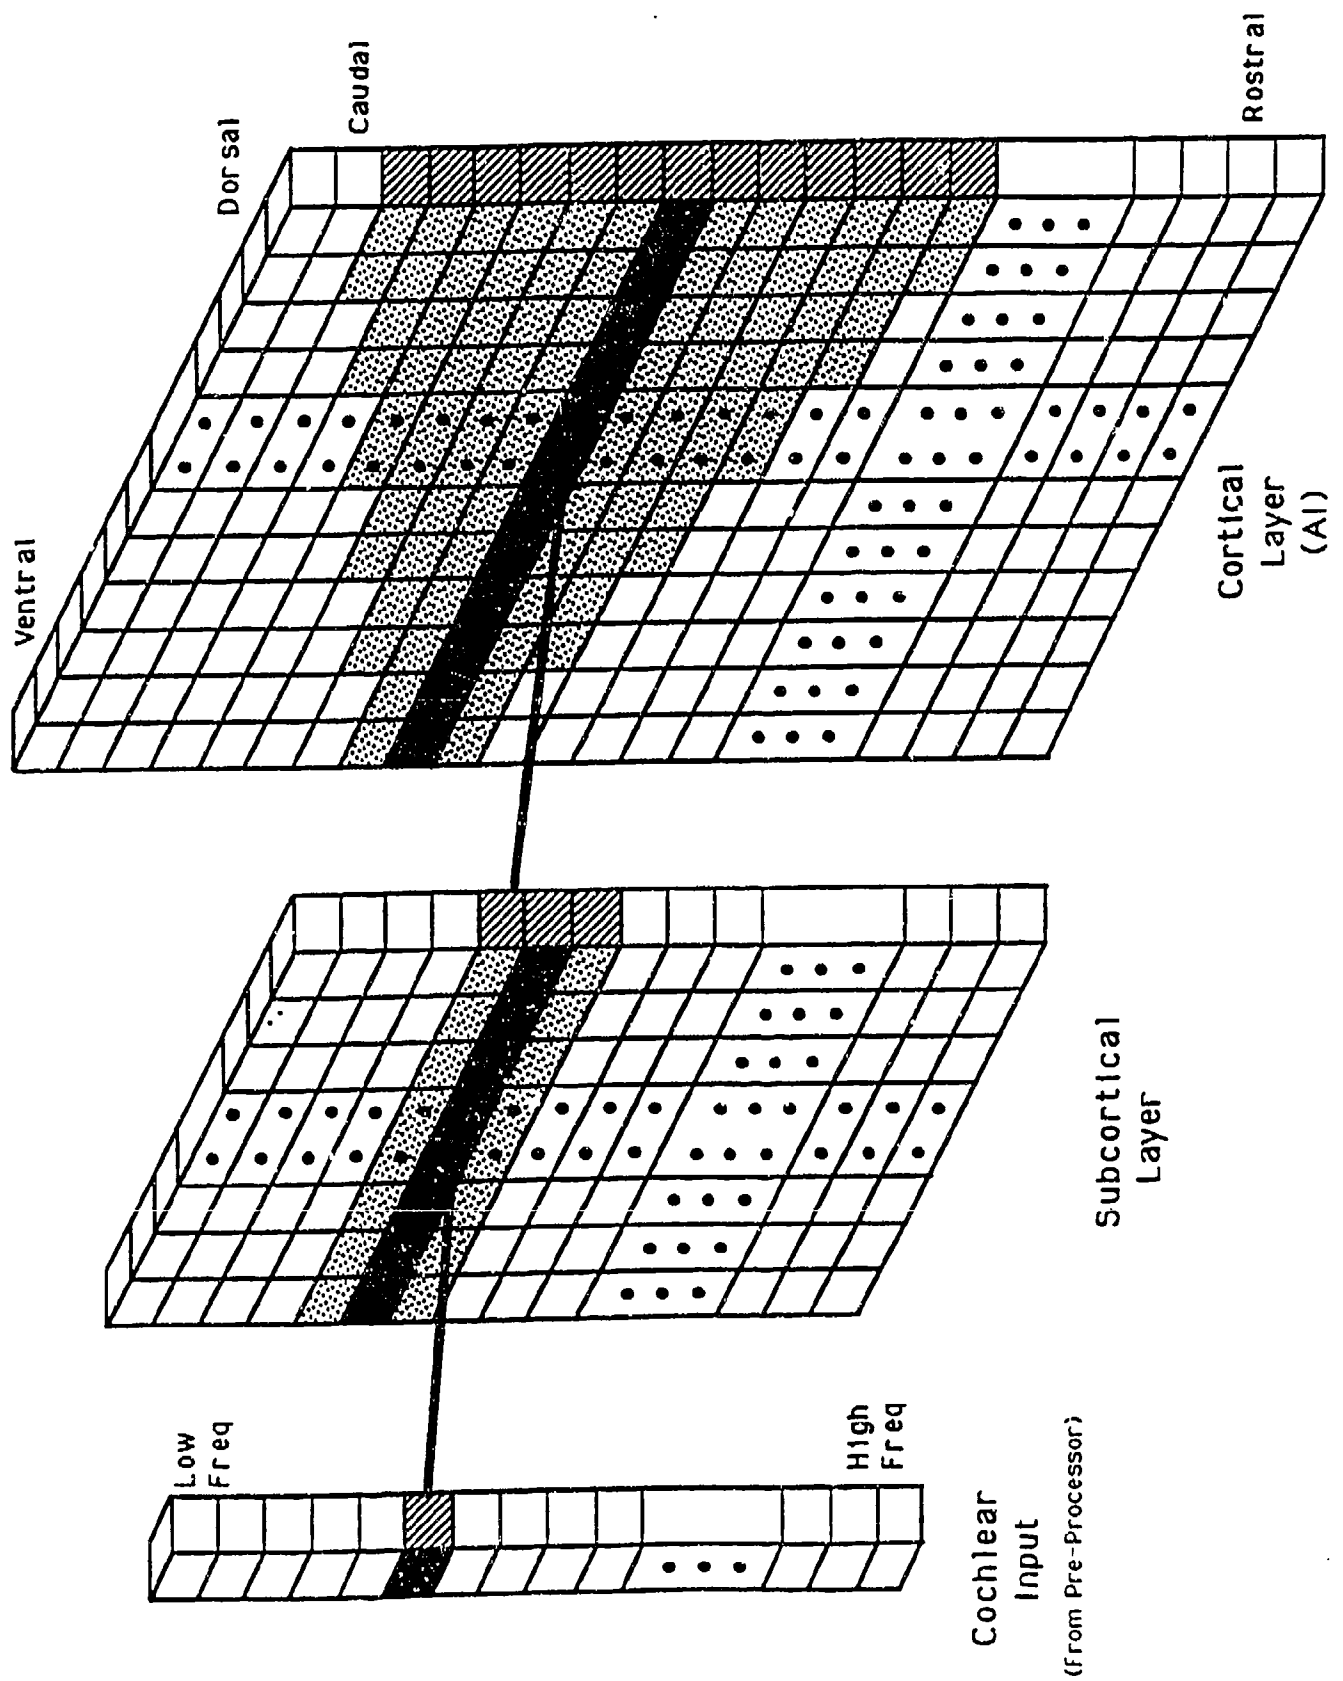 Ventral
Dorsal
Caudal
Rostral
Cortical
Layer
(AI)
Subcortical
Layer
Low
Freq
High
Freq
Cochlear
Input
(From Pre-Processor)